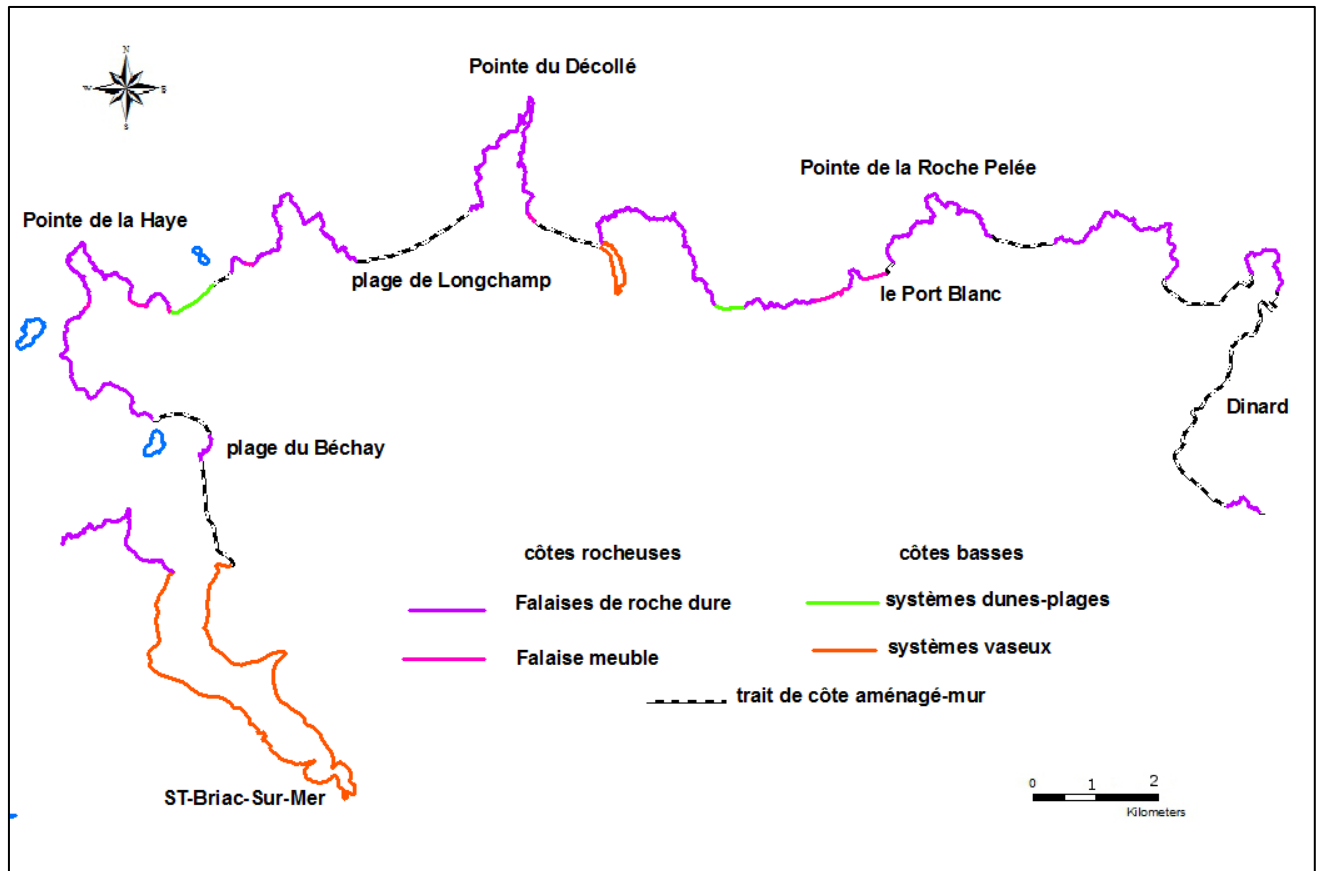 Pointe du Décollé
N
W
S
S
Pointe de la Roche Pelée
Pointe de la Haye
plage de Longchamp
le Port Blanc
Dinard
plage du Béchay
côtes rocheuses
côtes basses
Falaises de roche dure
systèmes dunes-plages
Falaise meuble
systèmes vaseux
trait de côte aménagé-mur
ST-Briac-Sur-Mer
0 1 2
Kilometers